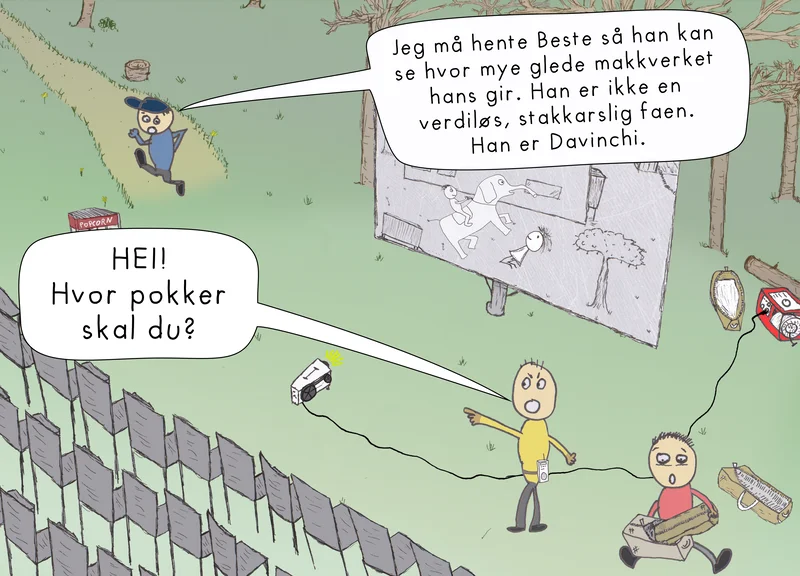 Jeg må hente Beste så han kan
se hvor mye glede makkverket
hans gir. Han er ikke en
verdiløs, stakkarslig faen.
Han er Davinchi.
POPCORN
HEI!
Hvor pokker
skal du?